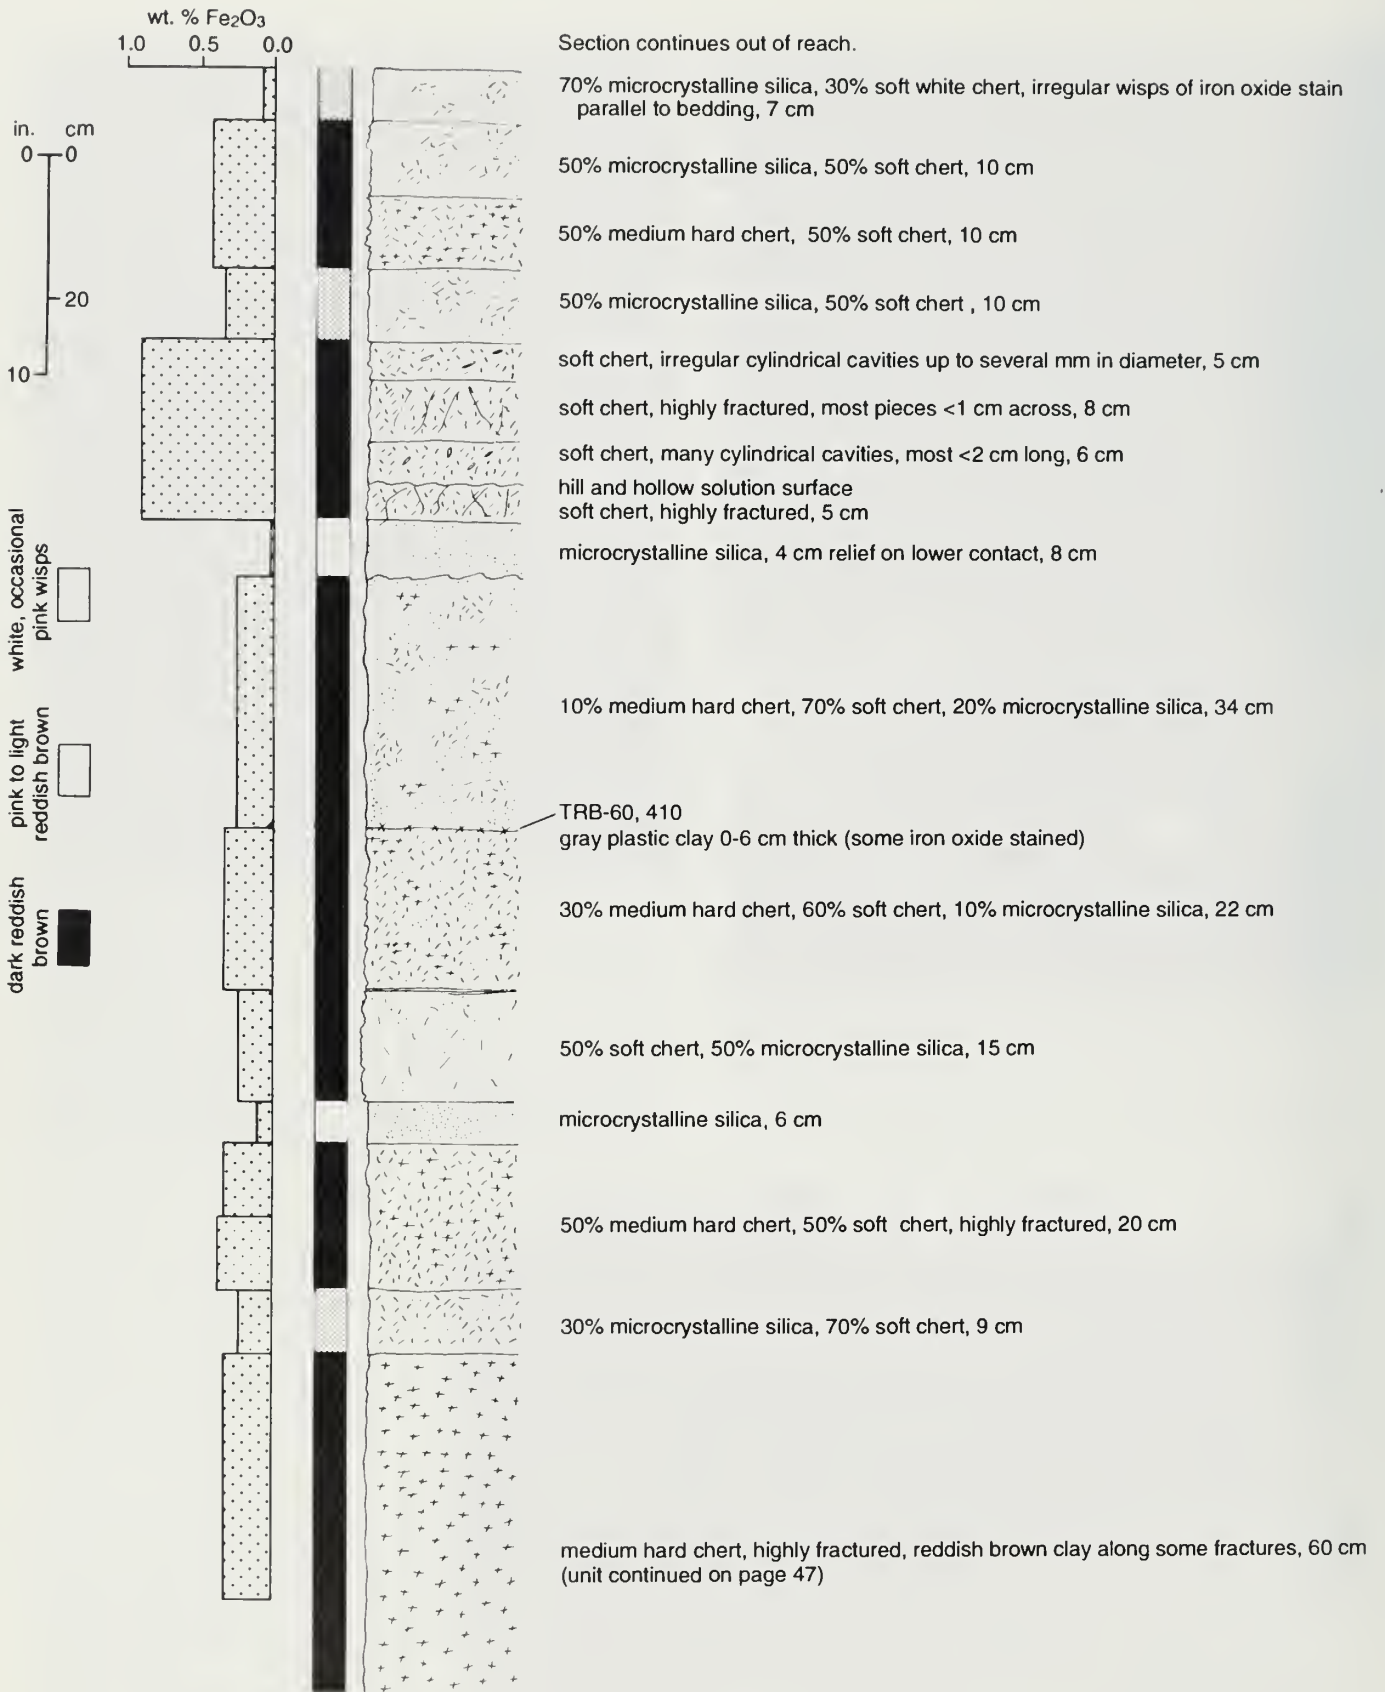 wt. % Fe2O3
1.0 0.5 0.0
Section continues out of reach.
70% microcrystalline silica, 30% soft white chert, irregular wisps of iron oxide stain
parallel to bedding, 7 cm
in. cm
0 0
50% microcrystalline silica, 50% soft chert, 10 cm
50% medium hard chert, 50% soft chert, 10 cm
20
50% microcrystalline silica, 50% soft chert , 10 cm
soft chert, irregular cylindrical cavities up to several mm in diameter, 5 cm
10
soft chert, highly fractured, most pieces <1 cm across, 8 cm
soft chert, many cylindrical cavities, most <2 cm long, 6 cm
hill and hollow solution surface
soft chert, highly fractured, 5 cm
microcrystalline silica, 4 cm relief on lower contact, 8 cm
white, occasional
pink wisps
10% medium hard chert, 70% soft chert, 20% microcrystalline silica, 34 cm
pink to light
reddish brown
TRB-60, 410
gray plastic clay 0-6 cm thick (some iron oxide stained)
30% medium hard chert, 60% soft chert, 10% microcrystalline silica, 22 cm
dark reddish
brown
50% soft chert, 50% microcrystalline silica, 15 cm
microcrystalline silica, 6 cm
50% medium hard chert, 50% soft chert, highly fractured, 20 cm
30% microcrystalline silica, 70% soft chert, 9 cm
medium hard chert, highly fractured, reddish brown clay along some fractures, 60 cm
(unit continued on page 47)